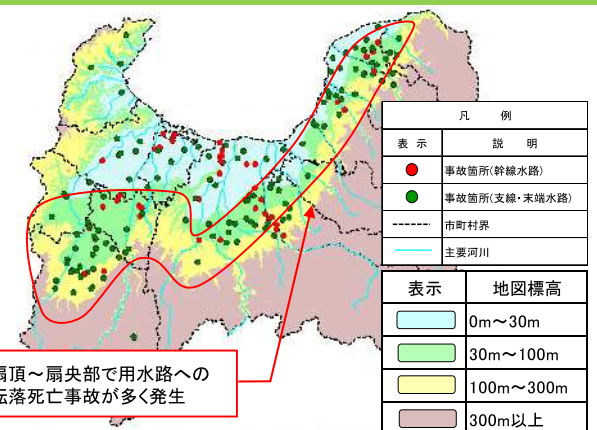 凡 例
表 示 説 明
事故箇所(幹線水路)
事故箇所(支線・末端水路)
市町村界
主要河川
表示 地図標高
0m～30m
30m～100m
100m～300m
300m以上
扇頂～扇央部で用水路への
転落死亡事故が多く発生